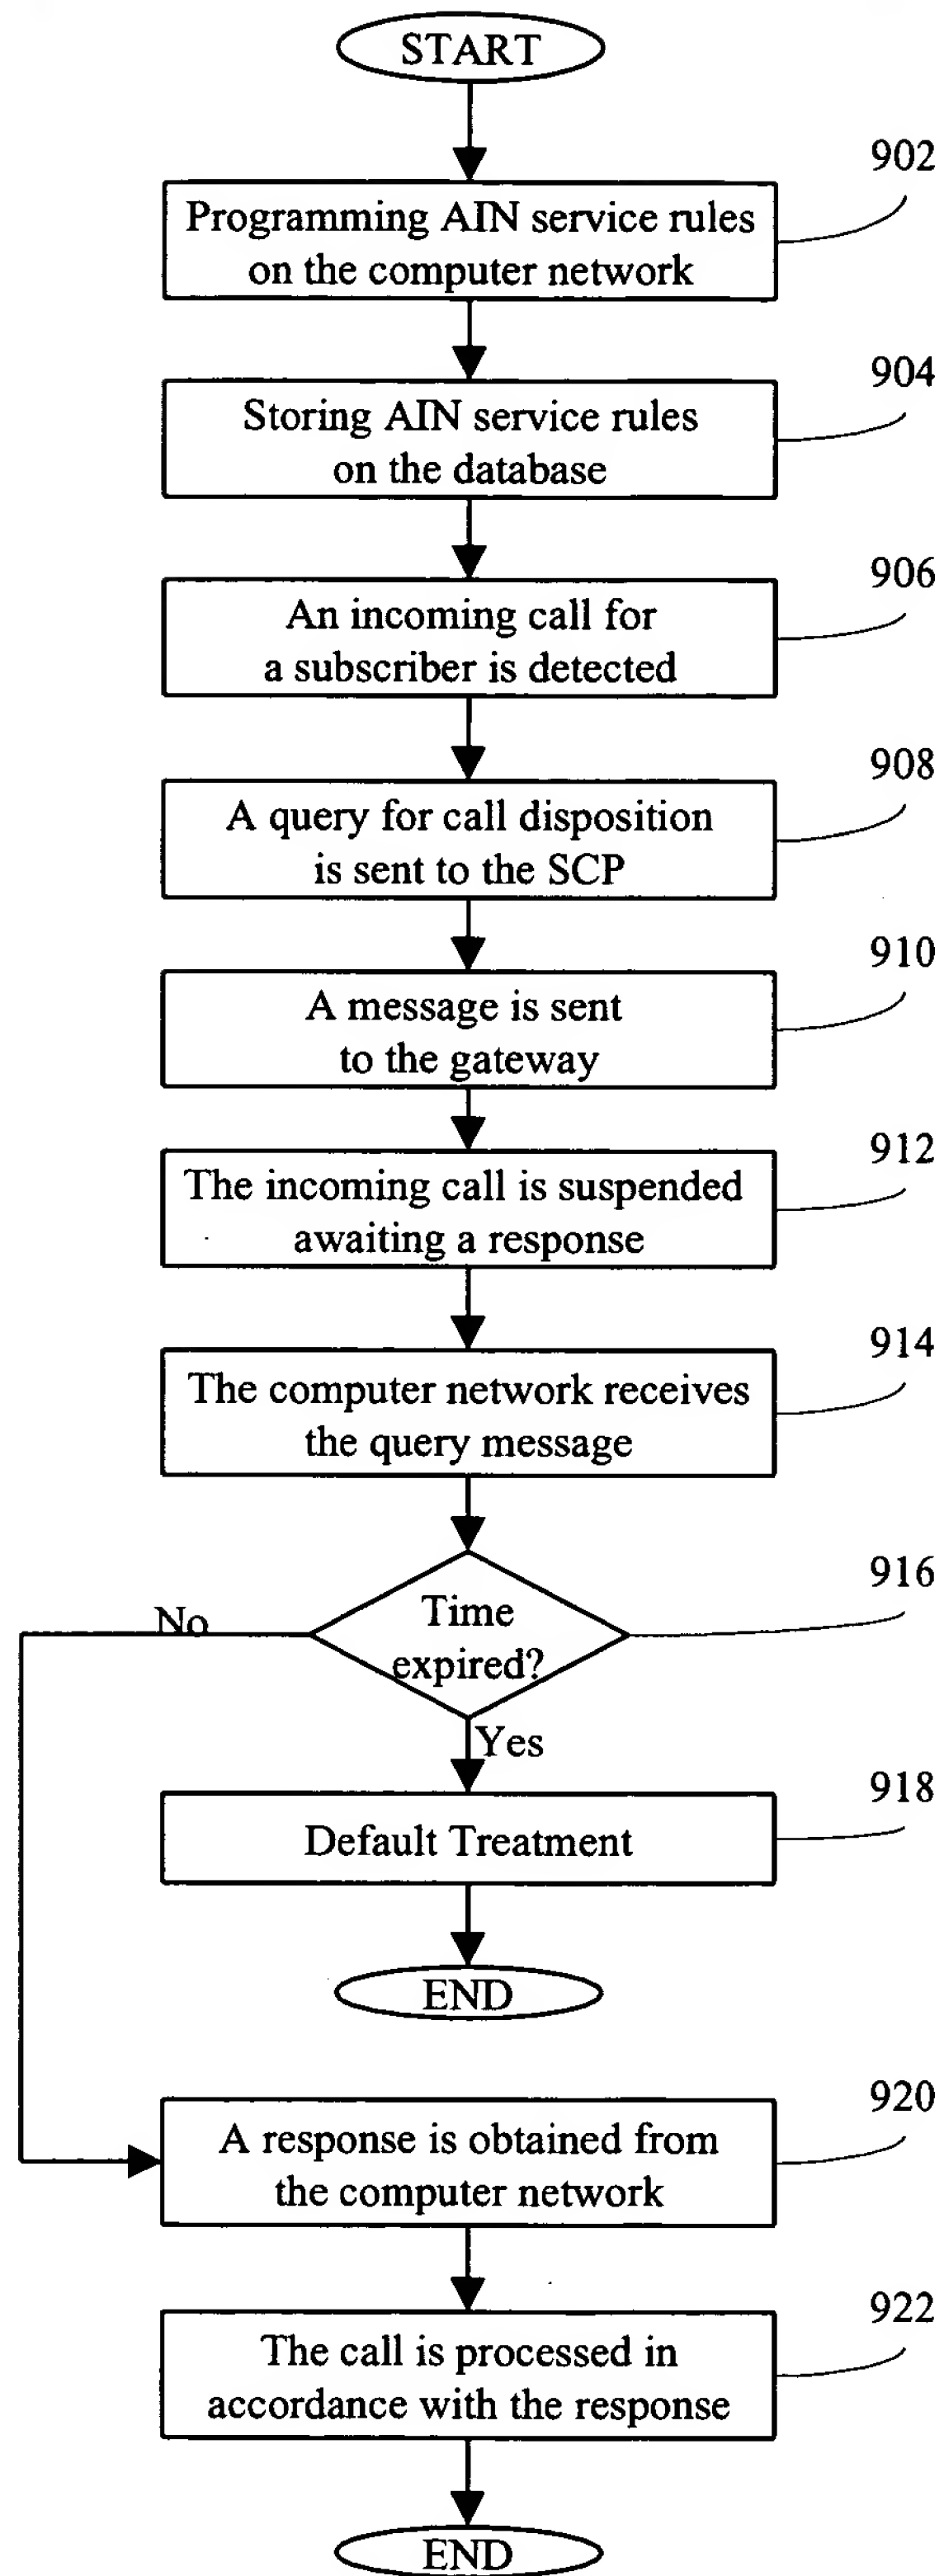 START
902
Programming AIN service rules
on the computer network
904
Storing AIN service rules
on the database
906
An incoming call for
a subscriber is detected
908
A query for call disposition
is sent to the SCP
910
A message is sent
to the gateway
912
The incoming call is suspended
awaiting a response
914
The computer network receives
the query message
916
No
Time
expired?
Yes
918
Default Treatment
END
920
A response is obtained from
the computer network
922
The call is processed in
accordance with the response
END